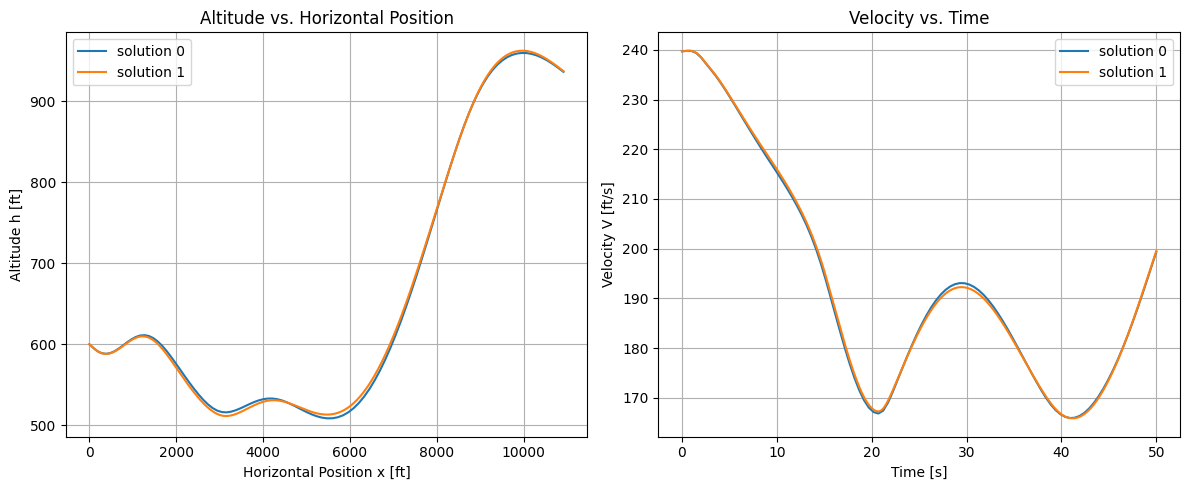 Altitude vs. Horizontal Position
solution 0
solution 1
900
800
700
600
500
Altitude h [ft]
0
2000
4000
6000
8000
10000
Horizontal Position x [ft]
Velocity vs. Time
solution 0
solution 1
240
230
220
210
200
190
180
170
Velocity V [ft/s]
0
10
20
30
40
50
Time [s]